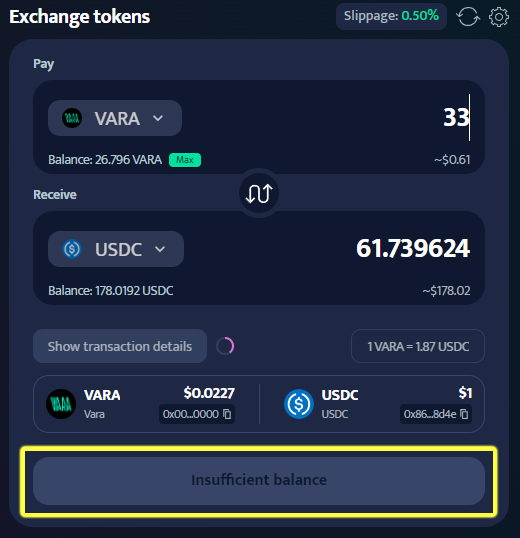 Exchange tokens
Slippage: 0.50%
Pay
VARA
33
Balance: 26.796 VARA Max
~$0.61
Receive
USDC
61.739624
Balance: 178.0192 USDC
~$178.02
Show transaction details
1 VARA = 1.87 USDC
VARA
$0.0227
Vara
0x00...0000
USDC
$1
USDC
0x86...8d4e
Insufficient balance